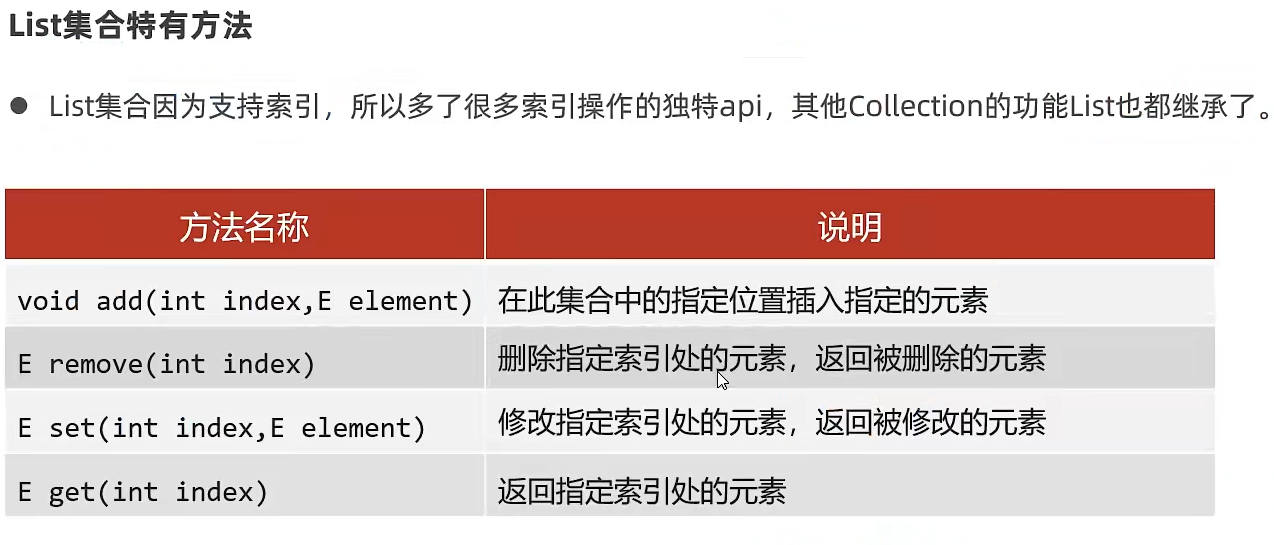 List集合特有方法
● List集合因为支持索引，所以多了很多索引操作的独特api，其他Collection的功能List也都继承了。
方法名称 说明
void add(int index,E element) 在此集合中的指定位置插入指定的元素
E remove(int index) 删除指定索引处的元素，返回被删除的元素
E set(int index,E element) 修改指定索引处的元素，返回被修改的元素
E get(int index) 返回指定索引处的元素